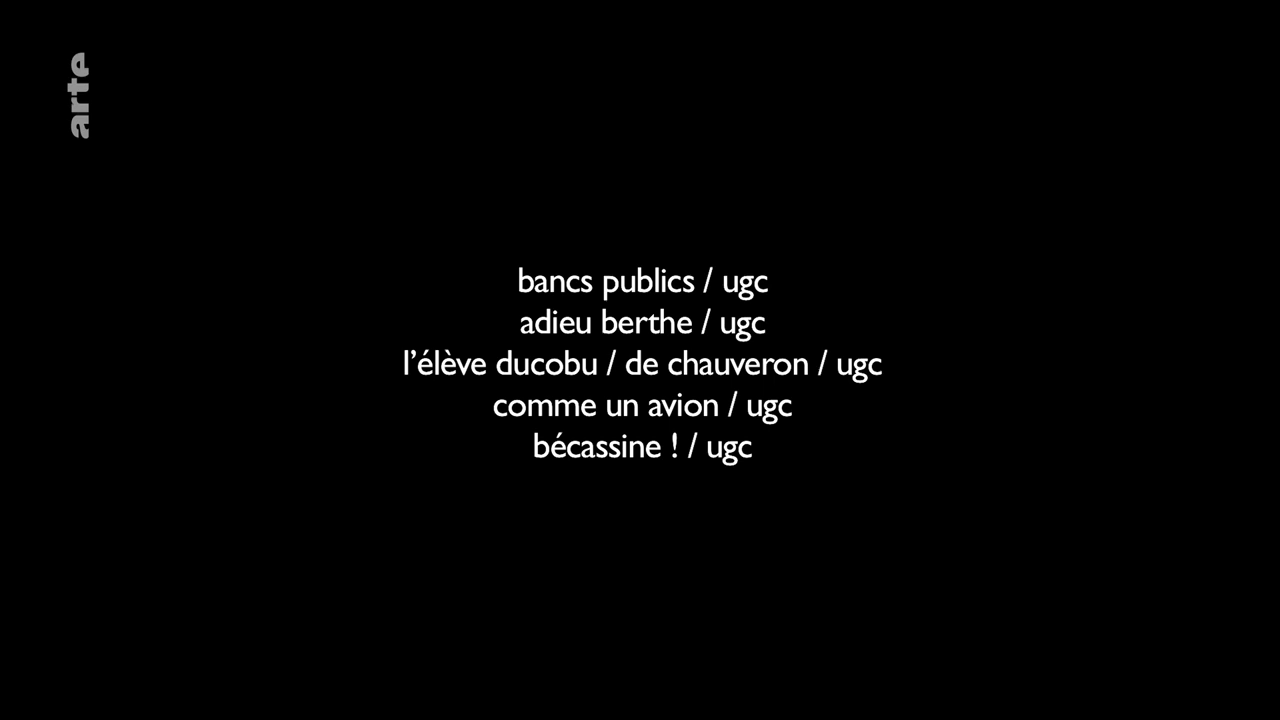 arte
bancs publics / ugc
adieu berthe / ugc
l’élève ducobu / de chauveron / ugc
comme un avion / ugc
bécassine ! / ugc